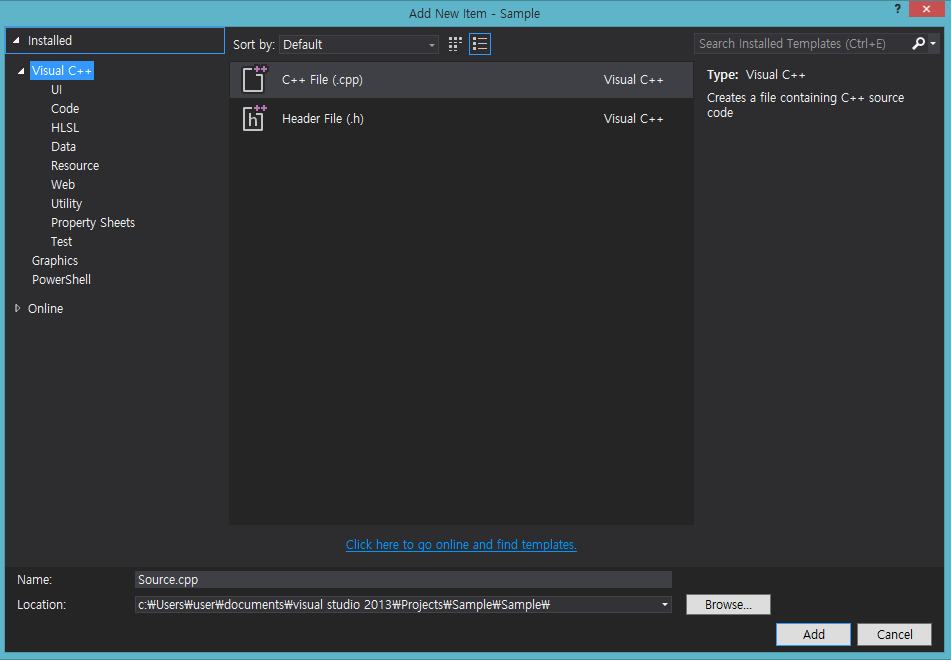 Add New Item - Sample
?
Installed
Sort by: Default
Search Installed Templates (Ctrl+E)
Visual C++
UI
Code
HLSL
Data
Resource
Web
Utility
Property Sheets
Test
Graphics
PowerShell
Online
C++ File (.cpp) Visual C++
Header File (.h) Visual C++
Type: Visual C++
Creates a file containing C++ source
code
Click here to go online and find templates.
Name: Source.cpp
Location: c:₩Users₩user₩documents₩visual studio 2013₩Projects₩Sample₩Sample₩
Browse...
Add Cancel